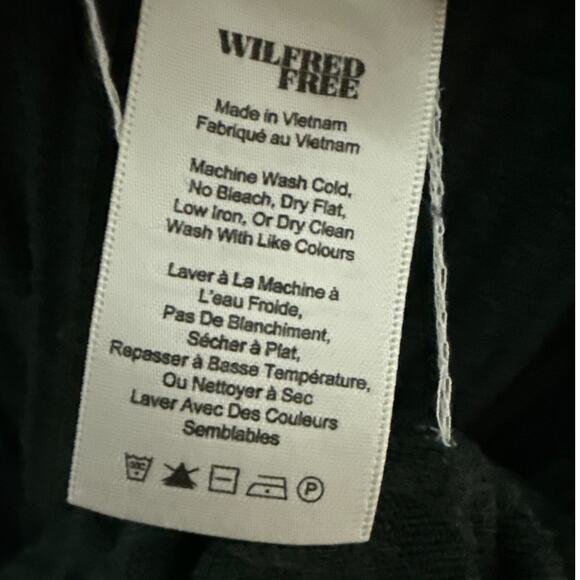 WILFRED
FREE
Made in Vietnam
Fabriqué au Vietnam
Machine Wash Cold,
No Bleach, Dry Flat,
Low Iron, Or Dry Clean
Wash With Like Colours
Laver à La Machine à
L'eau Froide,
Pas De Blanchiment,
Sécher à Plat,
Repasser à Basse Température,
Ou Nettoyer à Sec
Laver Avec Des Couleurs
Semblables
30C P